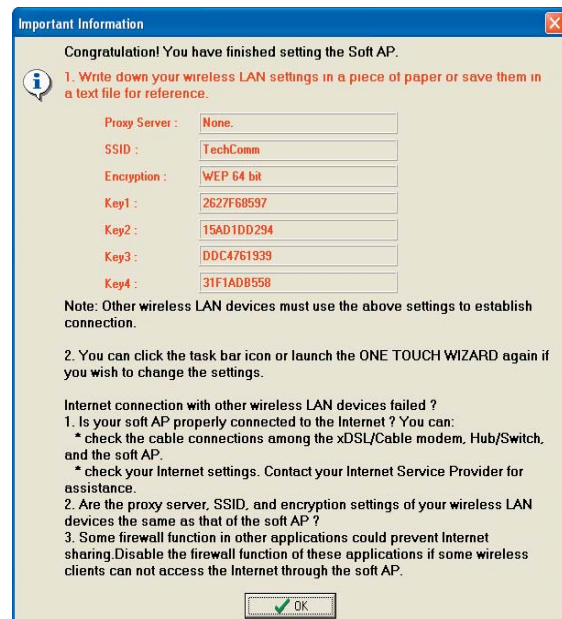 Important Information
Congratulation! You have finished setting the Soft AP.
1. Write down your wireless LAN settings in a piece of paper or save them in
a text file for reference.
Proxy Server : None.
SSID : TechComm
Encryption : WEP 64 bit
Key1 : 2627F68597
Key2 : 15AD1DD294
Key3 : DDC4761939
Key4 : 31F1ADB558
Note: Other wireless LAN devices must use the above settings to establish
connection.
2. You can click the task bar icon or launch the ONE TOUCH WIZARD again if
you wish to change the settings.
Internet connection with other wireless LAN devices failed ?
1. Is your soft AP properly connected to the Internet ? You can:
* check the cable connections among the xDSL/Cable modem, Hub/Switch,
and the soft AP.
* check your Internet settings. Contact your Internet Service Provider for
assistance.
2. Are the proxy server, SSID, and encryption settings of your wireless LAN
devices the same as that of the soft AP ?
3. Some firewall function in other applications could prevent Internet
sharing.Disable the firewall function of these applications if some wireless
clients can not access the Internet through the soft AP.
OK